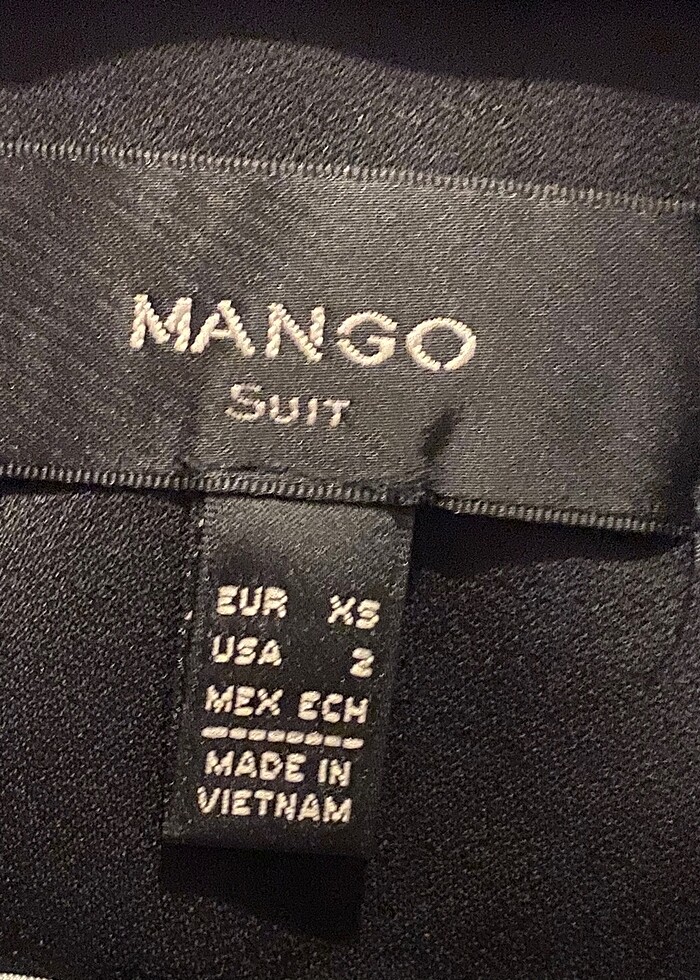 MANGO
SUIT
EUR XS
USA 2
MEX ECH
MADE IN
VIETNAM